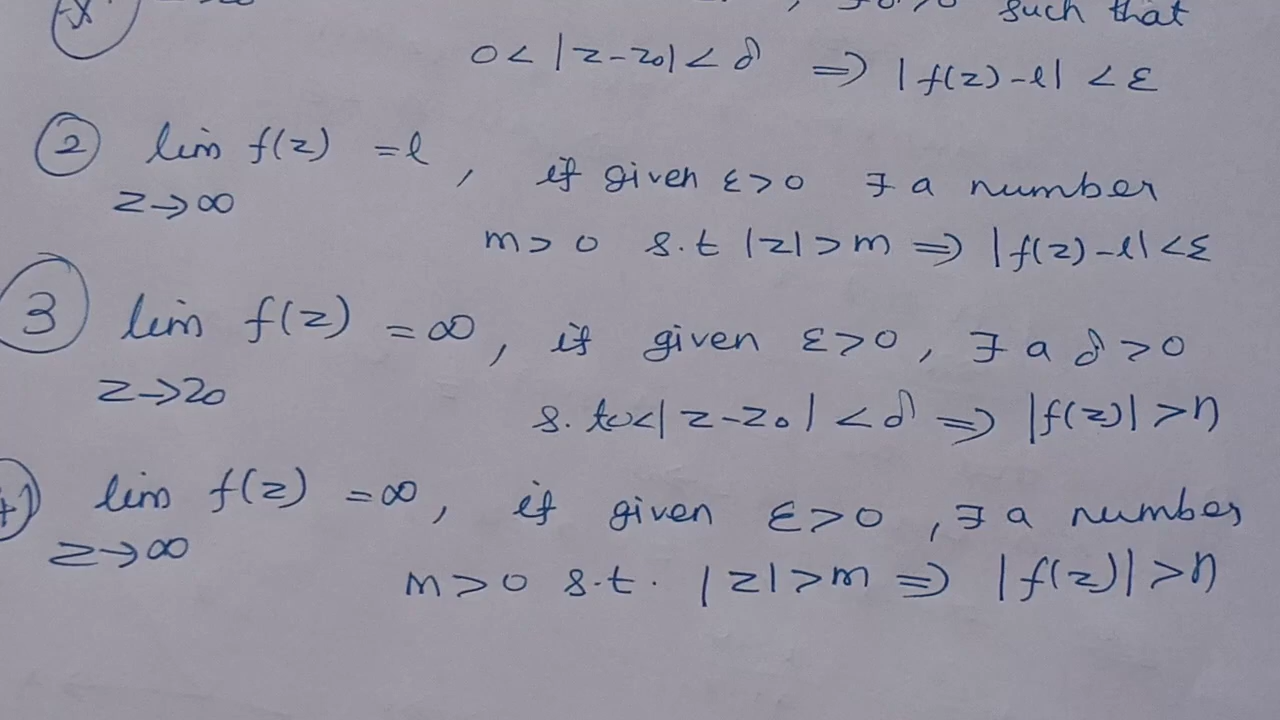 such that
0 < |z - z0| < δ ⇒ |f(z) - l| < ε
② lim f(z) = l , if given ε > 0 ∃ a number
z → ∞
m > 0 s.t |z| > m ⇒ |f(z) - l| < ε
③ lim f(z) = ∞ , if given ε > 0 , ∃ a δ > 0
z → z0
s. to < |z - z0| < δ ⇒ |f(z)| > η
lim f(z) = ∞ , if given ε > 0 , ∃ a number
z → ∞
m > 0 s.t. |z| > m ⇒ |f(z)| > η